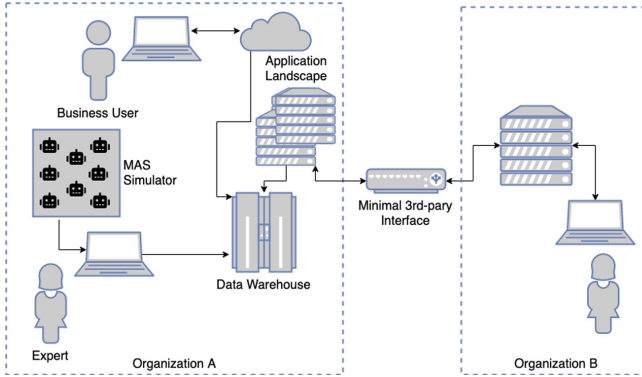 Application
Landscape
Business User
MAS
Simulator
Minimal 3rd-pary
Interface
Data Warehouse
Expert
Organization A
Organization B